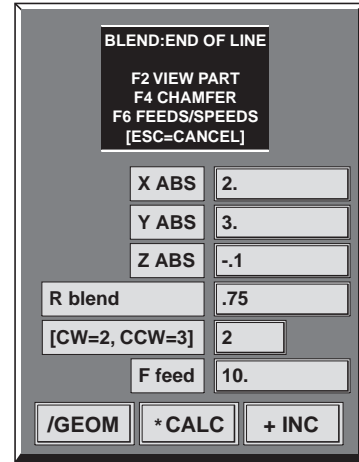 BLEND:END OF LINE
F2 VIEW PART
F4 CHAMFER
F6 FEEDS/SPEEDS
[ESC=CANCEL]
X ABS 2.
Y ABS 3.
Z ABS -.1
R blend .75
[CW=2, CCW=3] 2
F feed 10.
/GEOM * CALC + INC